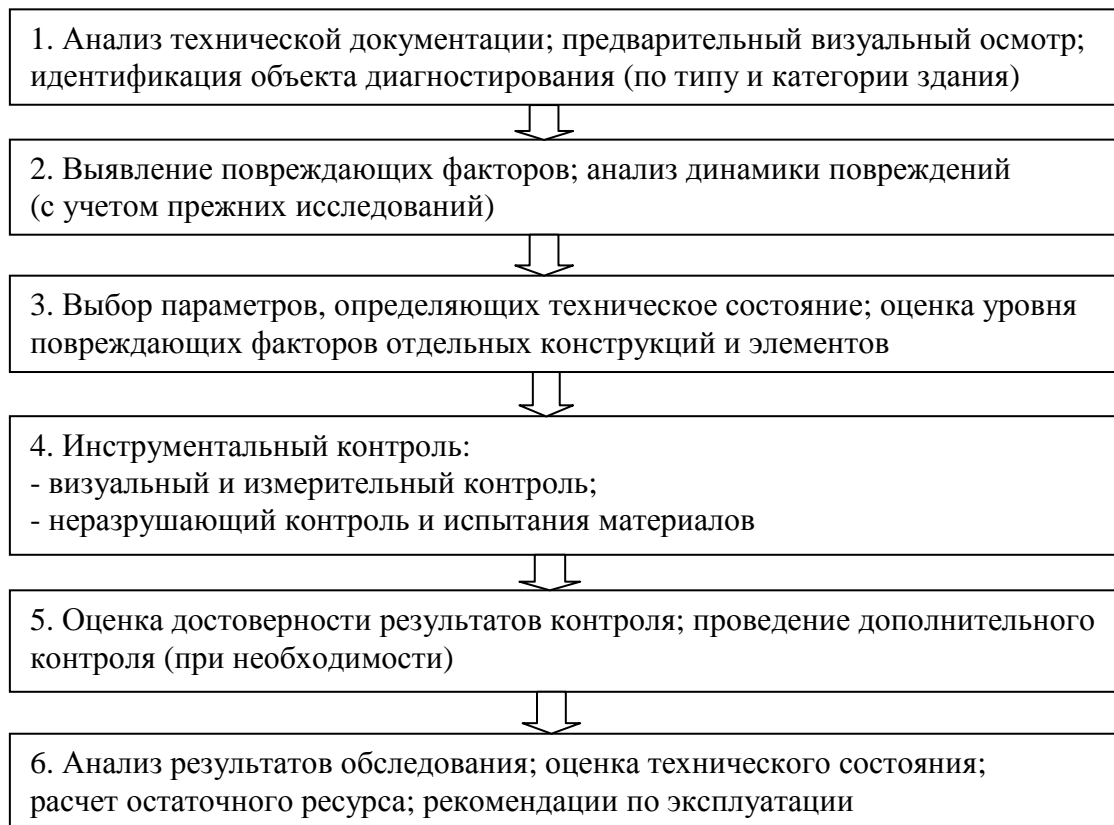 1. Анализ технической документации; предварительный визуальный осмотр;
идентификация объекта диагностирования (по типу и категории здания)
2. Выявление повреждающих факторов; анализ динамики повреждений
(с учетом прежних исследований)
3. Выбор параметров, определяющих техническое состояние; оценка уровня
повреждающих факторов отдельных конструкций и элементов
4. Инструментальный контроль:
- визуальный и измерительный контроль;
- неразрушающий контроль и испытания материалов
5. Оценка достоверности результатов контроля; проведение дополнительного
контроля (при необходимости)
6. Анализ результатов обследования; оценка технического состояния;
расчет остаточного ресурса; рекомендации по эксплуатации